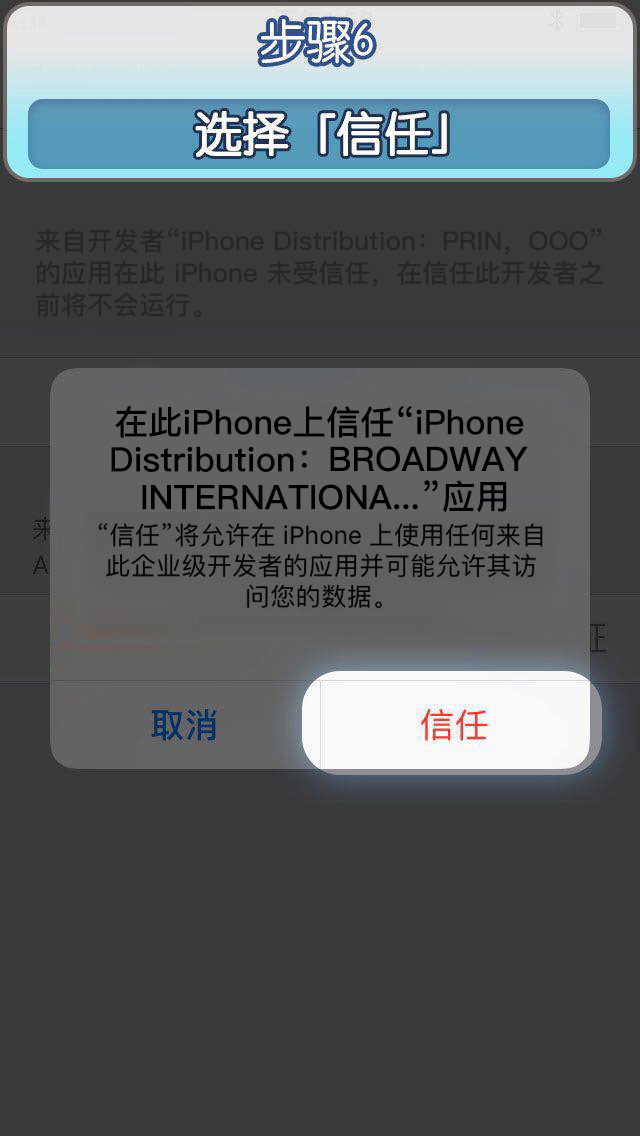 步骤6
选择「信任」
来自开发者“iPhone Distribution：PRIN，OOO”
的应用在此 iPhone 未受信任，在信任此开发者之
前将不会运行。
在此iPhone上信任“iPhone
Distribution：BROADWAY
INTERNATIONA...”应用
“信任”将允许在 iPhone 上使用任何来自
此企业级开发者的应用并可能允许其访
问您的数据。
来
A
证
取消
信任